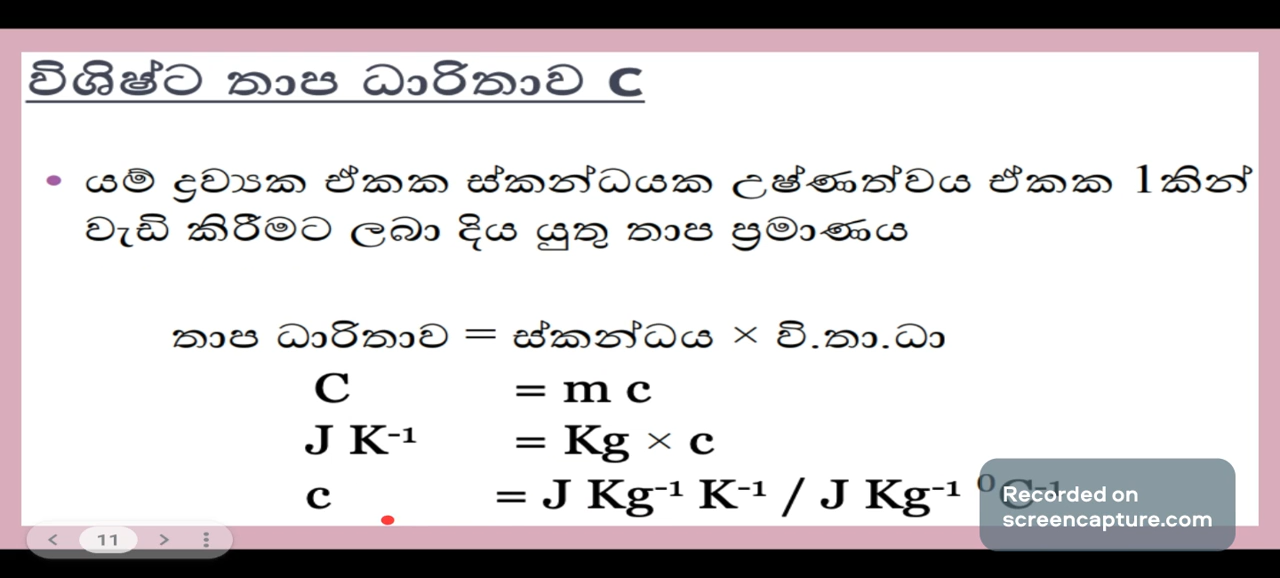 විශිෂ්ට තාප ධාරිතාව c
• යම් ද්‍රව්‍යක ඒකක ස්කන්ධයක උෂ්ණත්වය ඒකක 1කින්
වැඩි කිරීමට ලබා දිය යුතු තාප ප්‍රමාණය
තාප ධාරිතාව = ස්කන්ධය × වි.තා.ධා
C = m c
J K⁻¹ = Kg × c
c = J Kg⁻¹ K⁻¹ / J Kg⁻¹ ⁰C⁻¹
Recorded on
screencapture.com
< 11 >